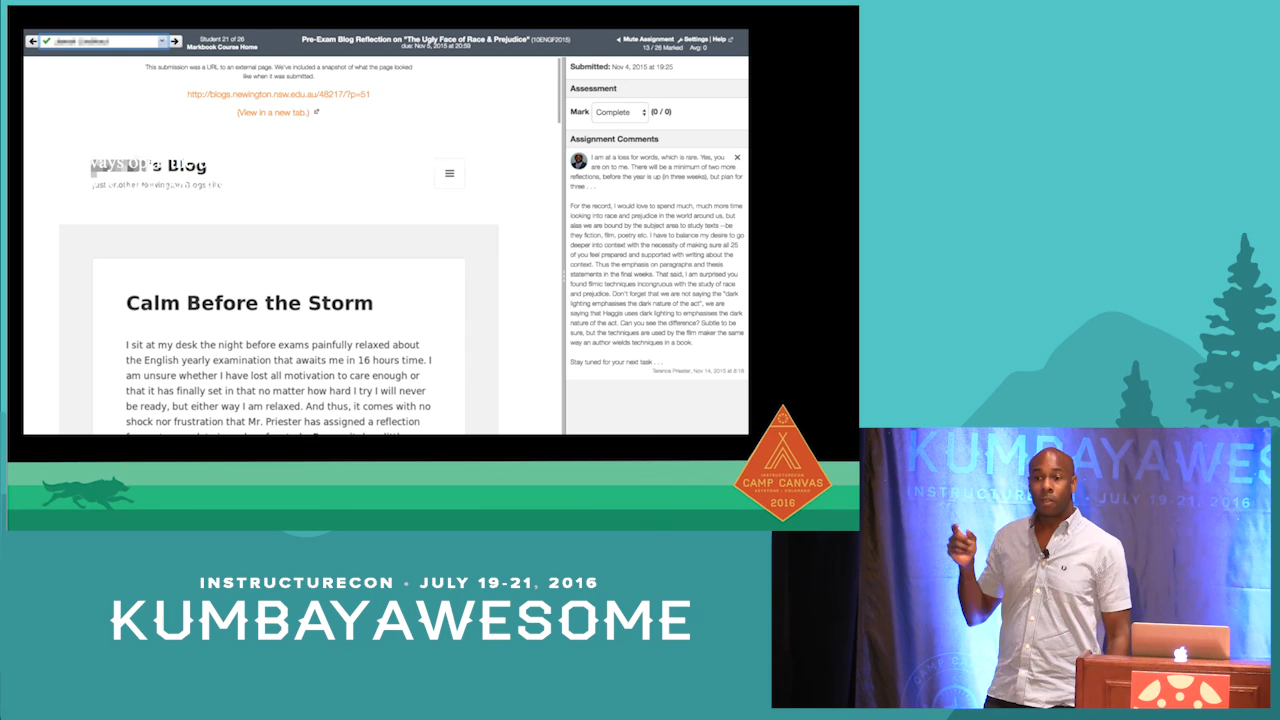 Student 21 of 26
Markbook Course Home
Pre-Exam Blog Reflection on "The Ugly Face of Race & Prejudice" (10ENGF2015)
due: Nov 5, 2015 at 20:59
Mute Assignment Settings | Help
13 / 26 Marked Avg: 0
This submission was a URL to an external page. We've included a snapshot of what the page looked
like when it was submitted.
http://blogs.newington.nsw.edu.au/48217/?p=51
(View in a new tab.)
Blog
Calm Before the Storm
I sit at my desk the night before exams painfully relaxed about
the English yearly examination that awaits me in 16 hours time. I
am unsure whether I have lost all motivation to care enough or
that it has finally set in that no matter how hard I try I will never
be ready, but either way I am relaxed. And thus, it comes with no
shock nor frustration that Mr. Priester has assigned a reflection
Submitted: Nov 4, 2015 at 19:25
Assessment
Mark Complete (0 / 0)
Assignment Comments
I am at a loss for words, which is rare. Yes, you
are on to me. There will be a minimum of two more
reflections, before the year is up (in three weeks), but plan for
three . . .
For the record, I would love to spend much, much more time
looking into race and prejudice in the world around us, but
alas we are bound by the subject area to study texts --be
they fiction, film, poetry etc. I have to balance my desire to go
deeper into context with the necessity of making sure all 25
of you feel prepared and supported with writing about the
context. Thus the emphasis on paragraphs and thesis
statements in the final weeks. That said, I am surprised you
found filmic techniques incongruous with the study of race
and prejudice. Don't forget that we are not saying the "dark
lighting emphasises the dark nature of the act", we are
saying that Haggis uses dark lighting to emphasises the dark
nature of the act. Can you see the difference? Subtle to be
sure, but the techniques are used by the film maker the same
way an author wields techniques in a book.
Stay tuned for your next task . . .
Terence Priester, Nov 14, 2015 at 8:16
INSTRUCTURECON
CAMP CANVAS
KEYSTONE • COLORADO
2016
INSTRUCTURECON • JULY 19-21, 2016
KUMBAYAWESOME
KUMBAYAWES
INSTRUCTURECON • JULY 19-21, 2016
CAMP CA